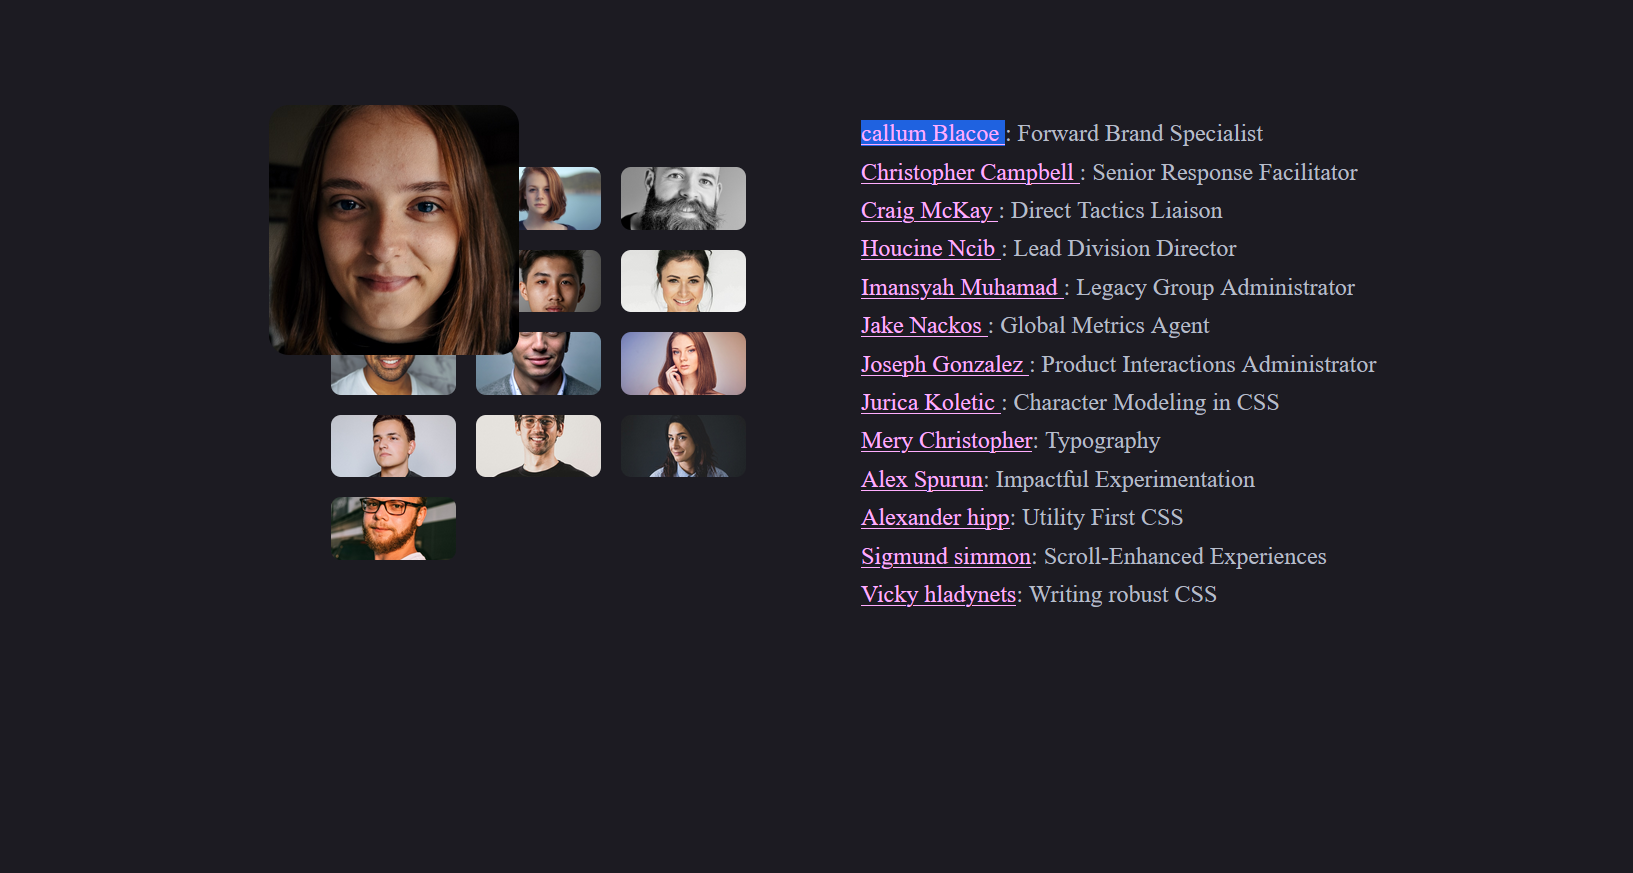 callum Blacoe : Forward Brand Specialist
Christopher Campbell : Senior Response Facilitator
Craig McKay : Direct Tactics Liaison
Houcine Ncib : Lead Division Director
Imansyah Muhamad : Legacy Group Administrator
Jake Nackos : Global Metrics Agent
Joseph Gonzalez : Product Interactions Administrator
Jurica Koletic : Character Modeling in CSS
Mery Christopher: Typography
Alex Spurun: Impactful Experimentation
Alexander hipp: Utility First CSS
Sigmund simmon: Scroll-Enhanced Experiences
Vicky hladynets: Writing robust CSS